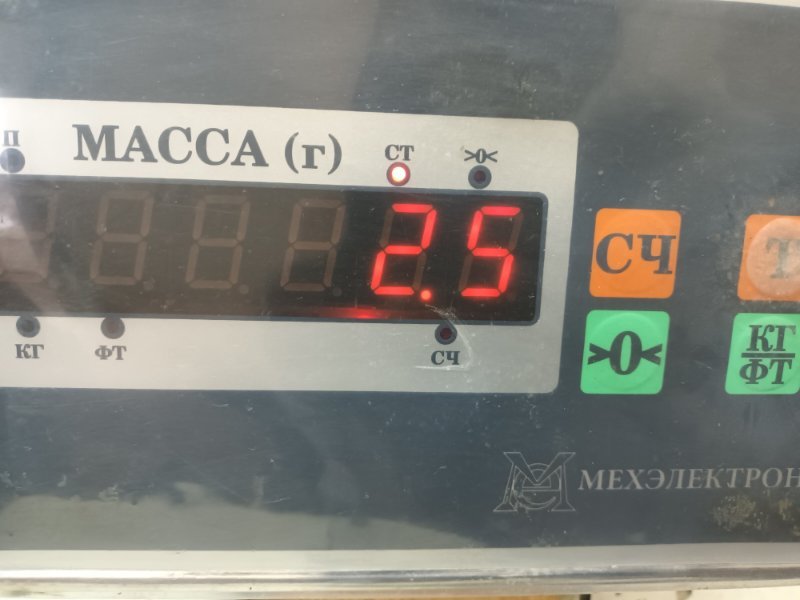 П
МАССА (г)
СТ
>0<
2.5
КГ
ФТ
СЧ
СЧ
Т
>0<
КГ
ФТ
МЕХЭЛЕКТРОН